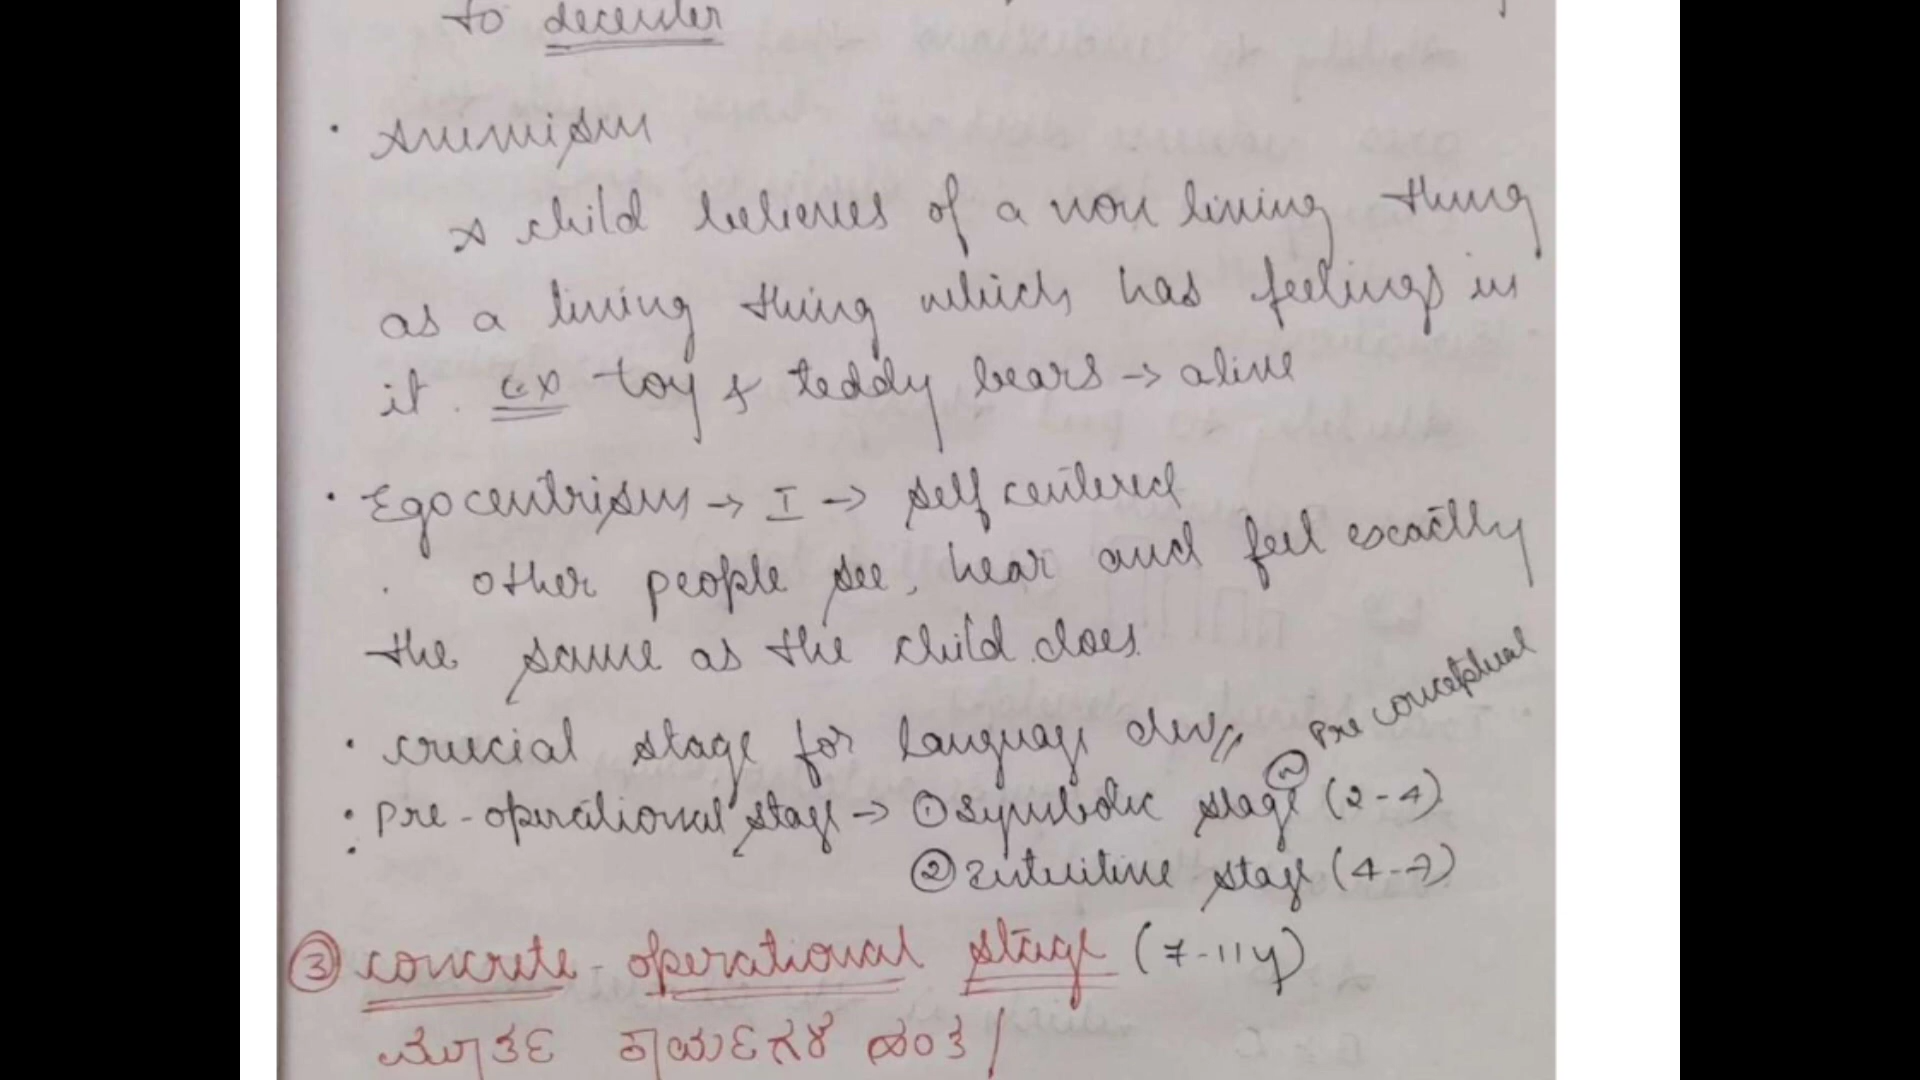 to decenter
• Animism
A child believes of a non living thing
as a living thing which has feelings in
it. ex toy & teddy bears → alive
• Egocentrism → I → self centered
. other people see, hear and feel excactlly
the same as the child does.
• crucial stage for language dev//
pre conceptual
• pre-operational stage → ① symbolic stage (2-4)
② Intuitive stage (4-7)
③ concrete-operational stage (7-11y)
ಮೂರ್ತ ಕಾರ್ಯಗಳ ಹಂತ /